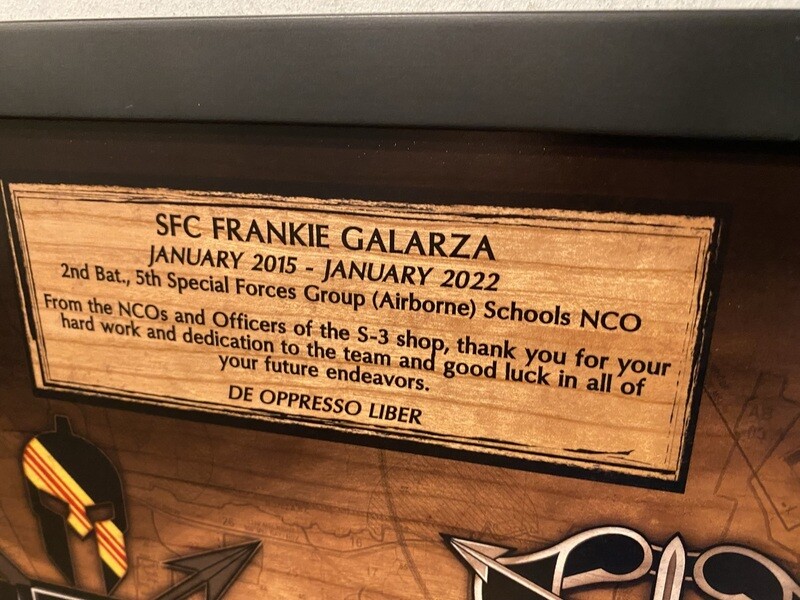 SFC FRANKIE GALARZA
JANUARY 2015 - JANUARY 2022
2nd Bat., 5th Special Forces Group (Airborne) Schools NCO
From the NCOs and Officers of the S-3 shop, thank you for your
hard work and dedication to the team and good luck in all of
your future endeavors.
DE OPPRESSO LIBER